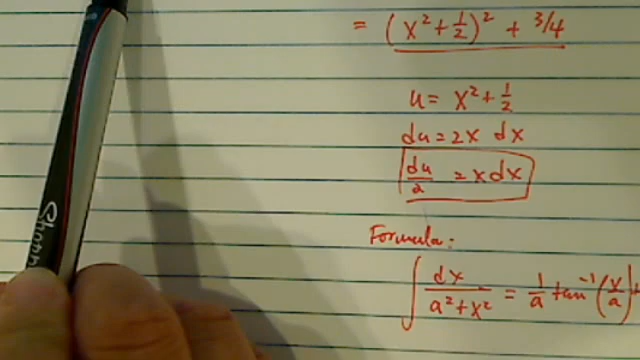 = (x² + 1/2)² + 3/4
u = x² + 1/2
du = 2x dx
du/2 = x dx
Formula:
∫ dx/(a² + x²) = 1/a tan⁻¹(x/a) +